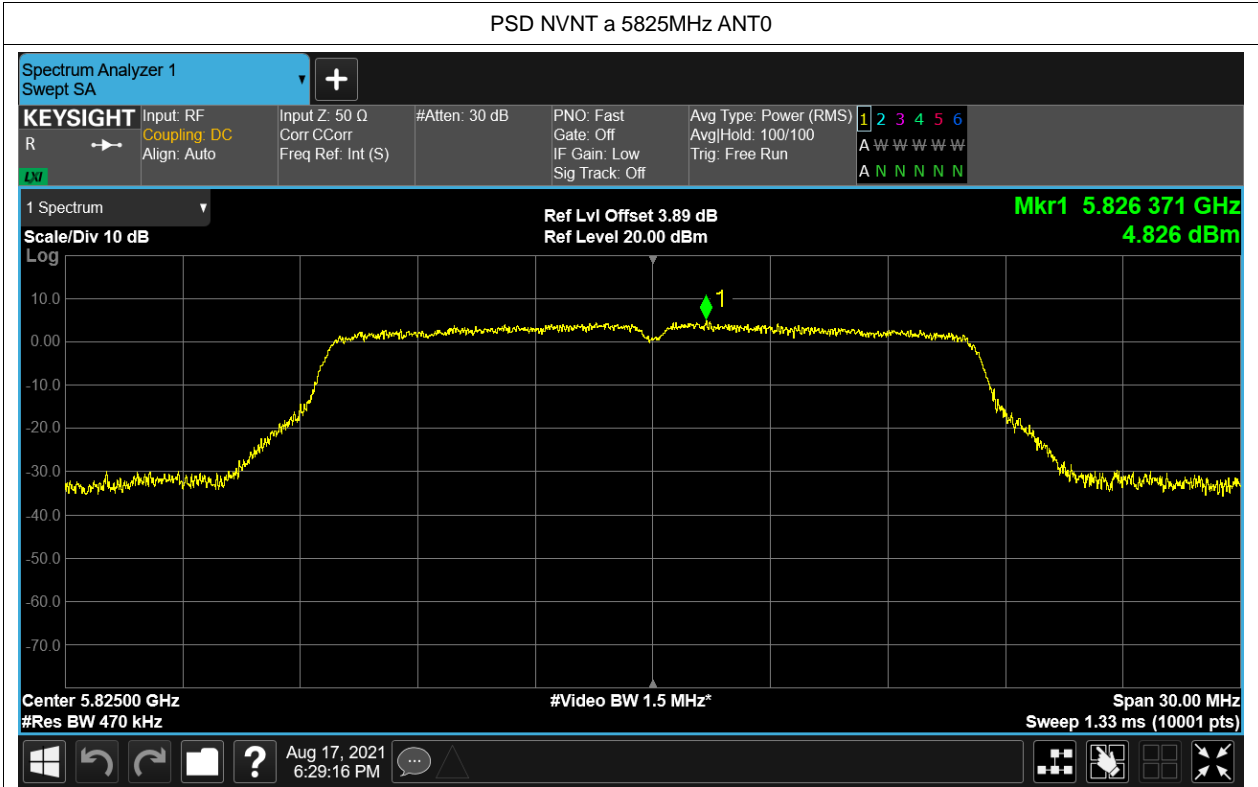 PSD NVNT a 5825MHz ANT0
Spectrum Analyzer 1
Swept SA
KEYSIGHT
R
LXI
Input: RF
Coupling: DC
Align: Auto
Input Z: 50 Ω
Corr CCorr
Freq Ref: Int (S)
#Atten: 30 dB
PNO: Fast
Gate: Off
IF Gain: Low
Sig Track: Off
Avg Type: Power (RMS)
Avg|Hold: 100/100
Trig: Free Run
1 2 3 4 5 6
A W W W W W
A N N N N N
1 Spectrum
Scale/Div 10 dB
Ref Lvl Offset 3.89 dB
Ref Level 20.00 dBm
Mkr1 5.826 371 GHz
4.826 dBm
Log
10.0
0.00
-10.0
-20.0
-30.0
-40.0
-50.0
-60.0
-70.0
1
Center 5.82500 GHz
#Res BW 470 kHz
#Video BW 1.5 MHz*
Span 30.00 MHz
Sweep 1.33 ms (10001 pts)
?
Aug 17, 2021
6:29:16 PM